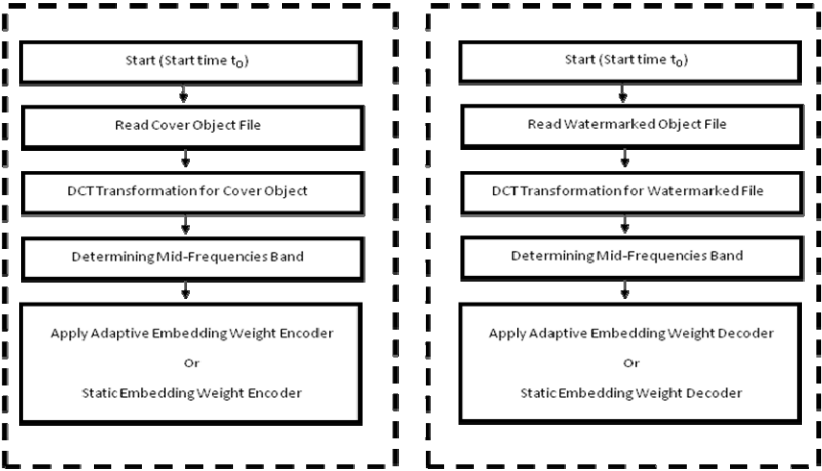 Start (Start time t0)
Read Cover Object File
DCT Transformation for Cover Object
Determining Mid-Frequencies Band
Apply Adaptive Embedding Weight Encoder
Or
Static Embedding Weight Encoder
Start (Start time t0)
Read Watermarked Object File
DCT Transformation for Watermarked File
Determining Mid-Frequencies Band
Apply Adaptive Embedding Weight Decoder
Or
Static Embedding Weight Decoder